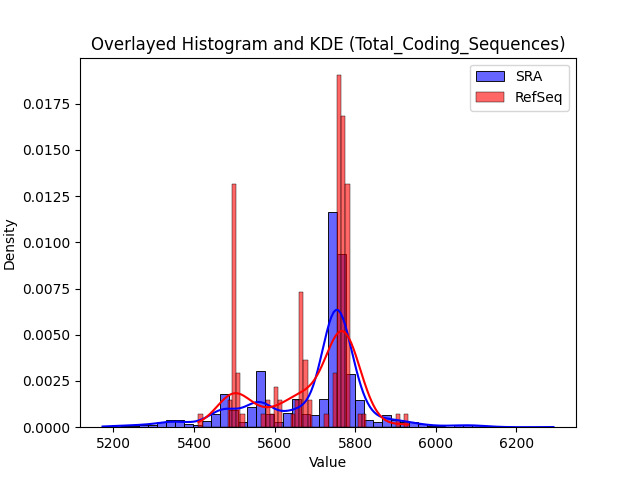 Overlayed Histogram and KDE (Total_Coding_Sequences)
SRA
RefSeq
0.0175
0.0150
0.0125
0.0100
0.0075
0.0050
0.0025
0.0000
Density
5200 5400 5600 5800 6000 6200
Value